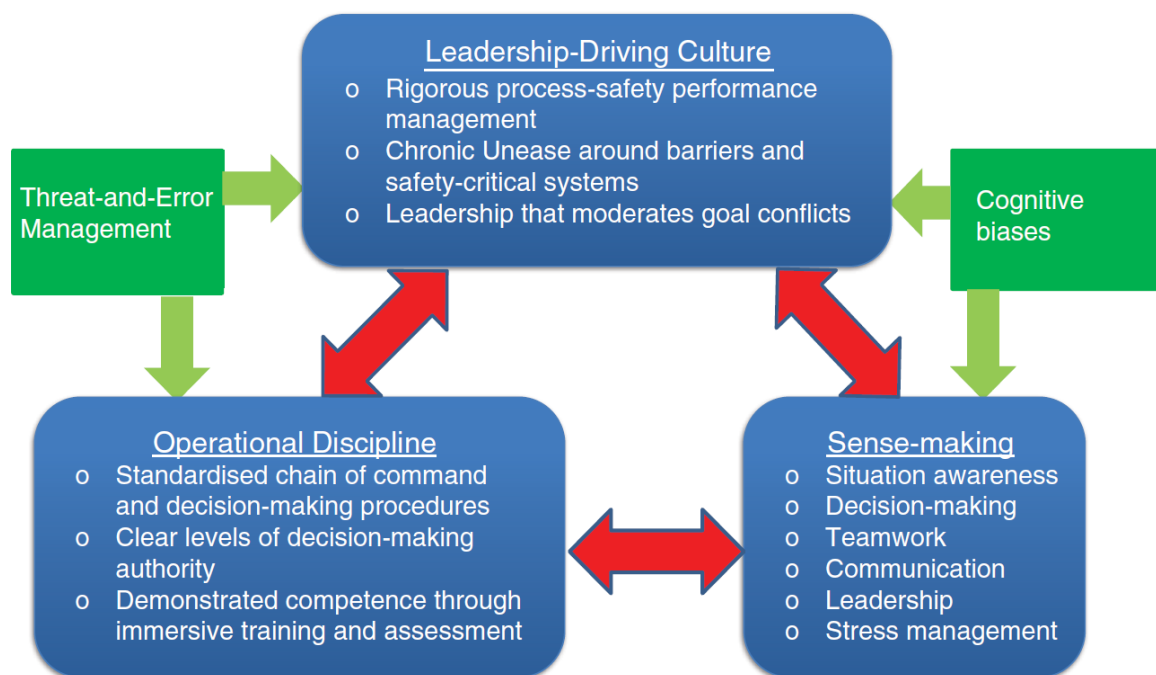 Leadership-Driving Culture
o Rigorous process-safety performance
management
o Chronic Unease around barriers and
safety-critical systems
o Leadership that moderates goal conflicts
Threat-and-Error
Management
Cognitive
biases
Operational Discipline
o Standardised chain of command
and decision-making procedures
o Clear levels of decision-making
authority
o Demonstrated competence through
immersive training and assessment
Sense-making
o Situation awareness
o Decision-making
o Teamwork
o Communication
o Leadership
o Stress management